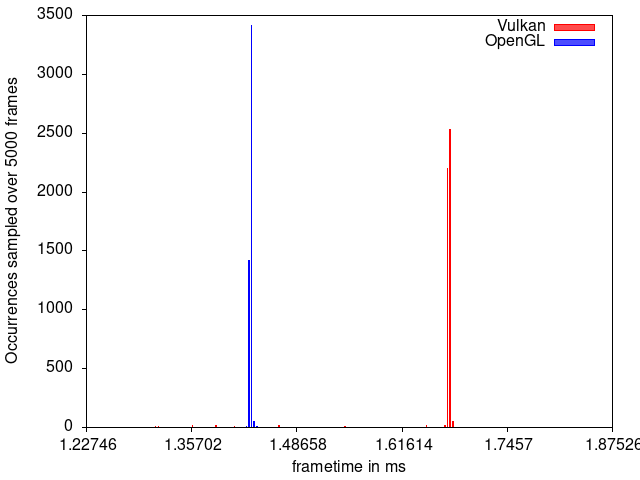 3500
3000
2500
2000
1500
1000
500
0
Occurrences sampled over 5000 frames
Vulkan
OpenGL
1.22746 1.35702 1.48658 1.61614 1.7457 1.87526
frametime in ms